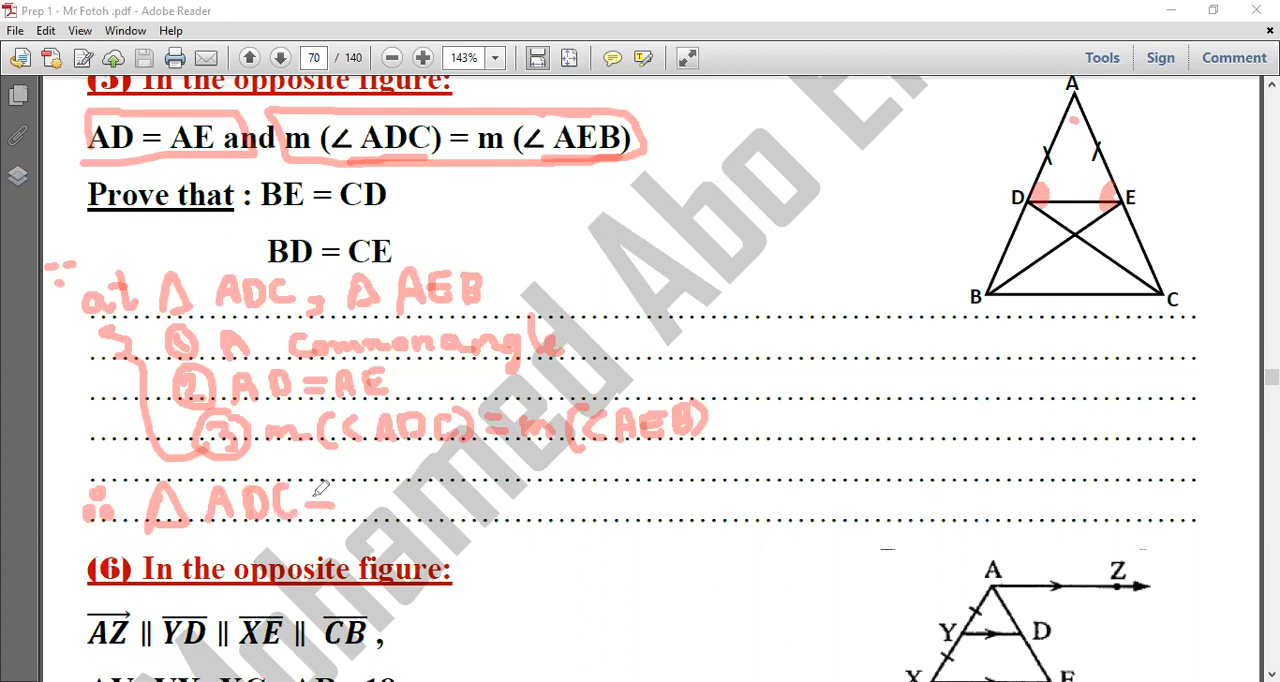 Prep 1 - Mr Fotoh .pdf - Adobe Reader
File Edit View Window Help
70 / 140 143% Tools Sign Comment
(5) In the opposite figure:
AD = AE and m (∠ ADC) = m (∠ AEB)
Prove that : BE = CD
BD = CE
A
D E
B C
∵ at Δ ADC, Δ AEB
① A common angle
② AD = AE
③ m(<ADC) = m(<AEB)
∴ Δ ADC =
Mohamed Abo El
(6) In the opposite figure:
AZ ∥ YD ∥ XE ∥ CB ,
A Z
Y D
X E